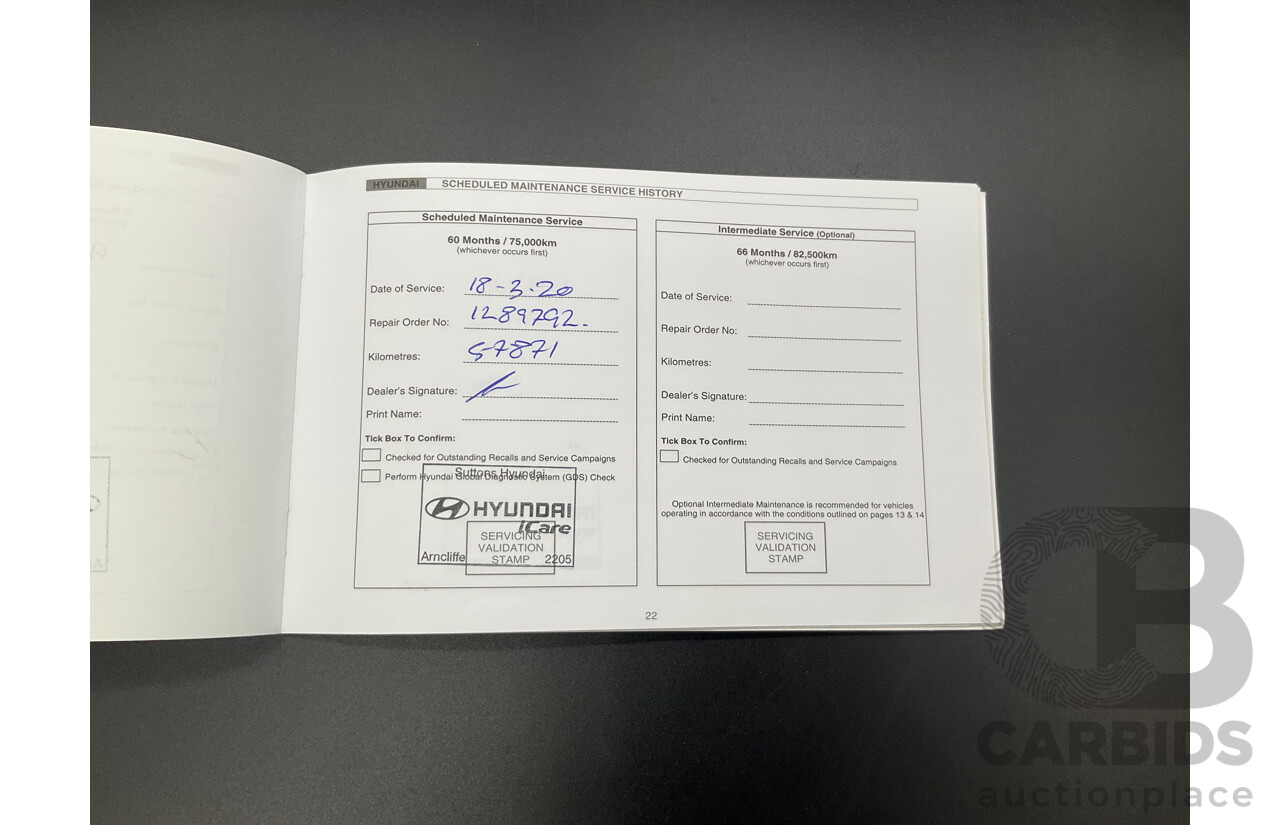 HYUNDAI SCHEDULED MAINTENANCE SERVICE HISTORY
Scheduled Maintenance Service
60 Months / 75,000km
(whichever occurs first)
Date of Service: 18-3-20
Repair Order No: 1289792.
Kilometres: 57871
Dealer's Signature:
Print Name:
Tick Box To Confirm:
Checked for Outstanding Recalls and Service Campaigns
Perform Hyundai Global Diagnostic System (GDS) Check
Suttons Hyundai
HYUNDAI
iCare
SERVICING
VALIDATION
STAMP
Arncliffe 2205
Intermediate Service (Optional)
66 Months / 82,500km
(whichever occurs first)
Date of Service:
Repair Order No:
Kilometres:
Dealer's Signature:
Print Name:
Tick Box To Confirm:
Checked for Outstanding Recalls and Service Campaigns
Optional Intermediate Maintenance is recommended for vehicles
operating in accordance with the conditions outlined on pages 13 & 14
SERVICING
VALIDATION
STAMP
22
CARBIDS
auctionplace